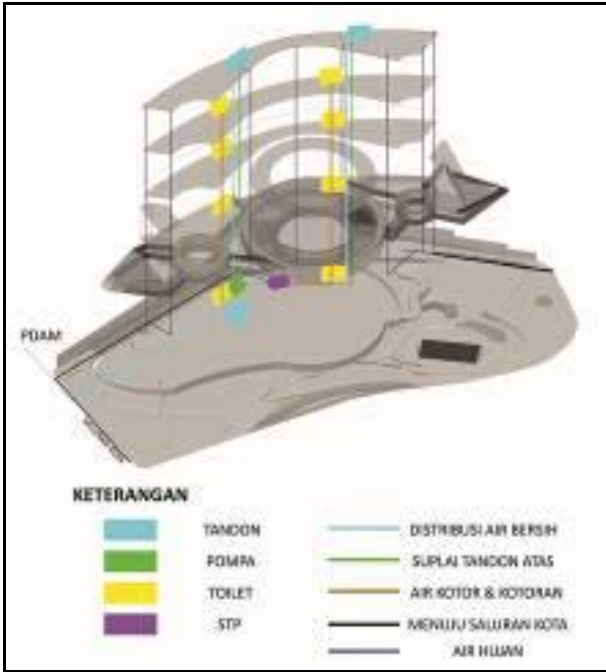 PDAM
KETERANGAN
TANDON
DISTRIBUSI AIR BERSIH
POMPA
SUPLAI TANDON ATAS
TOILET
AIR KOTOR & KOTORAN
STP
MENUJU SALURAN KOTA
AIR HUJAN